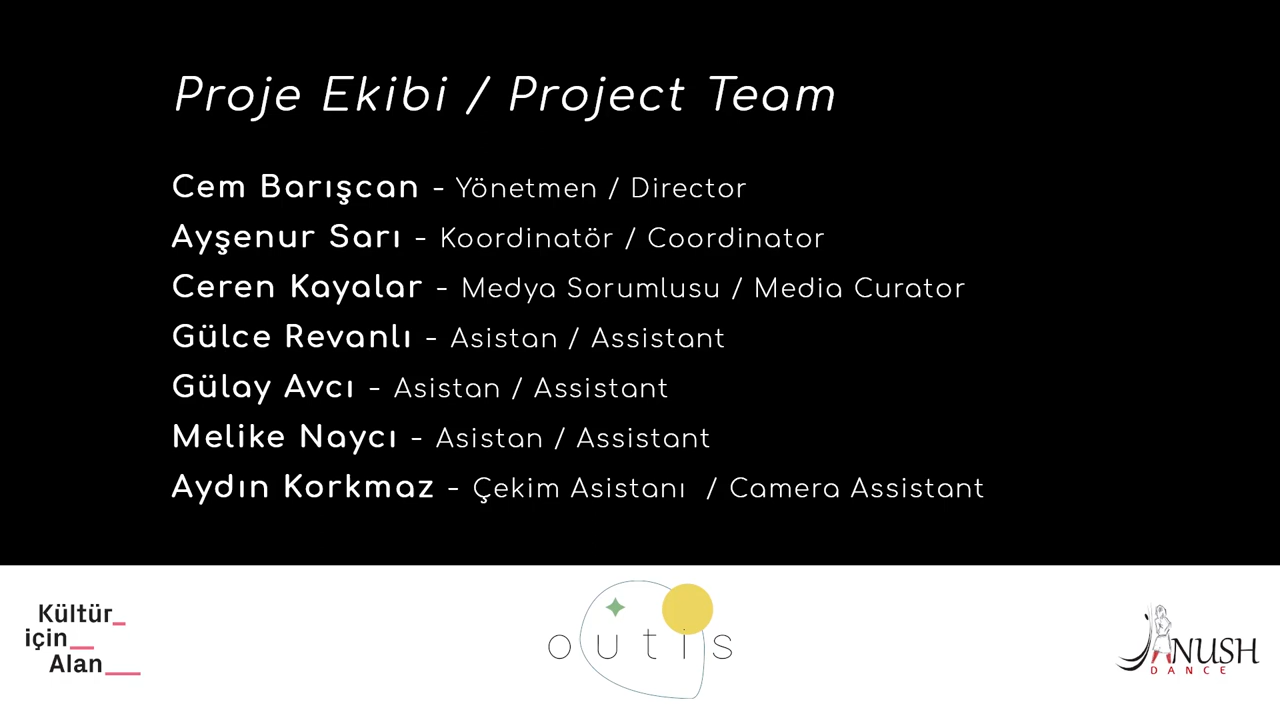 Proje Ekibi / Project Team
Cem Barışcan - Yönetmen / Director
Ayşenur Sarı - Koordinatör / Coordinator
Ceren Kayalar - Medya Sorumlusu / Media Curator
Gülce Revanlı - Asistan / Assistant
Gülay Avcı - Asistan / Assistant
Melike Naycı - Asistan / Assistant
Aydın Korkmaz - Çekim Asistanı / Camera Assistant
Kültür_
için__
Alan___
outis
JANUSH
DANCE